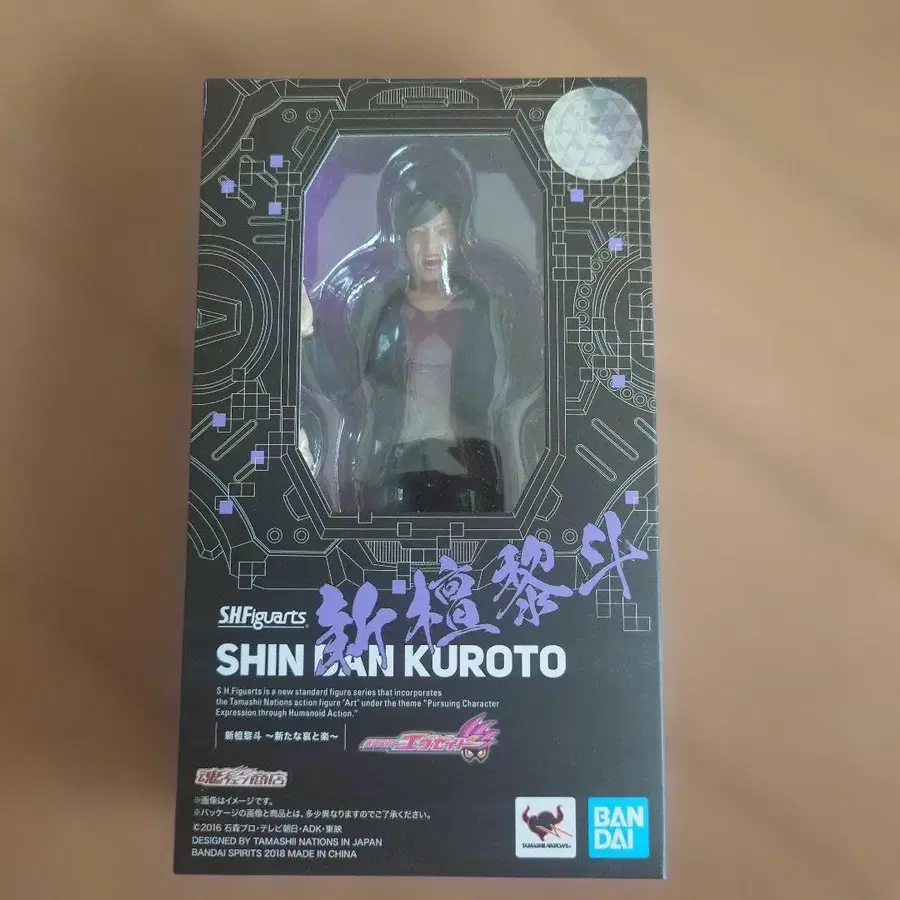 新檀黎斗
S.H.Figuarts
SHIN DAN KUROTO
S.H.Figuarts is a new standard figure series that incorporates
the Tamashii Nations action figure "Art" under the theme "Pursuing Character
Expression through Humanoid Action."
新檀黎斗 〜新たな哀と楽〜
仮面ライダーエグゼイド
魂ウェブ商店
※画像はイメージです。
※パッケージの画像と商品とは、多少異なりますのでご了承ください。
©2016 石森プロ・テレビ朝日・ADK・東映
DESIGNED BY TAMASHII NATIONS IN JAPAN
BANDAI SPIRITS 2018 MADE IN CHINA
TAMASHII NATIONS
BAN
DAI